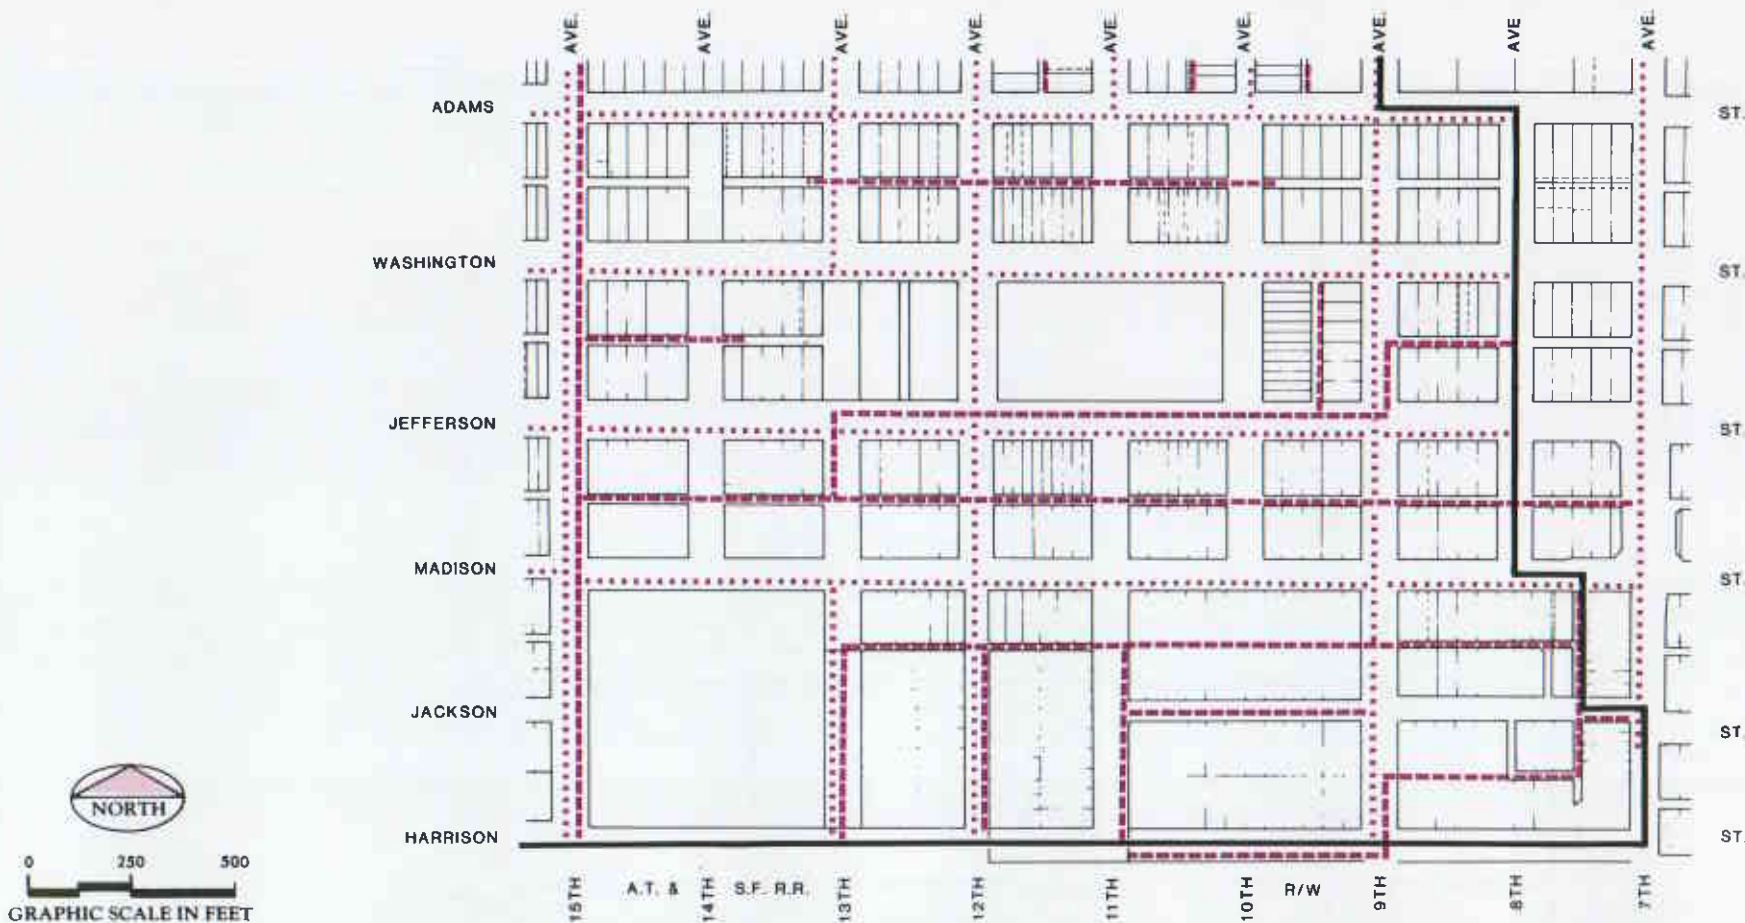 AVE. AVE. AVE. AVE. AVE. AVE. AVE. AVE AVE.
ADAMS ST.
WASHINGTON ST.
JEFFERSON ST.
MADISON ST.
JACKSON ST.
HARRISON ST.
15TH A.T. & 14TH S.F. R.R. 13TH 12TH 11TH 10TH R/W 9TH 8TH 7TH
NORTH
0 250 500
GRAPHIC SCALE IN FEET